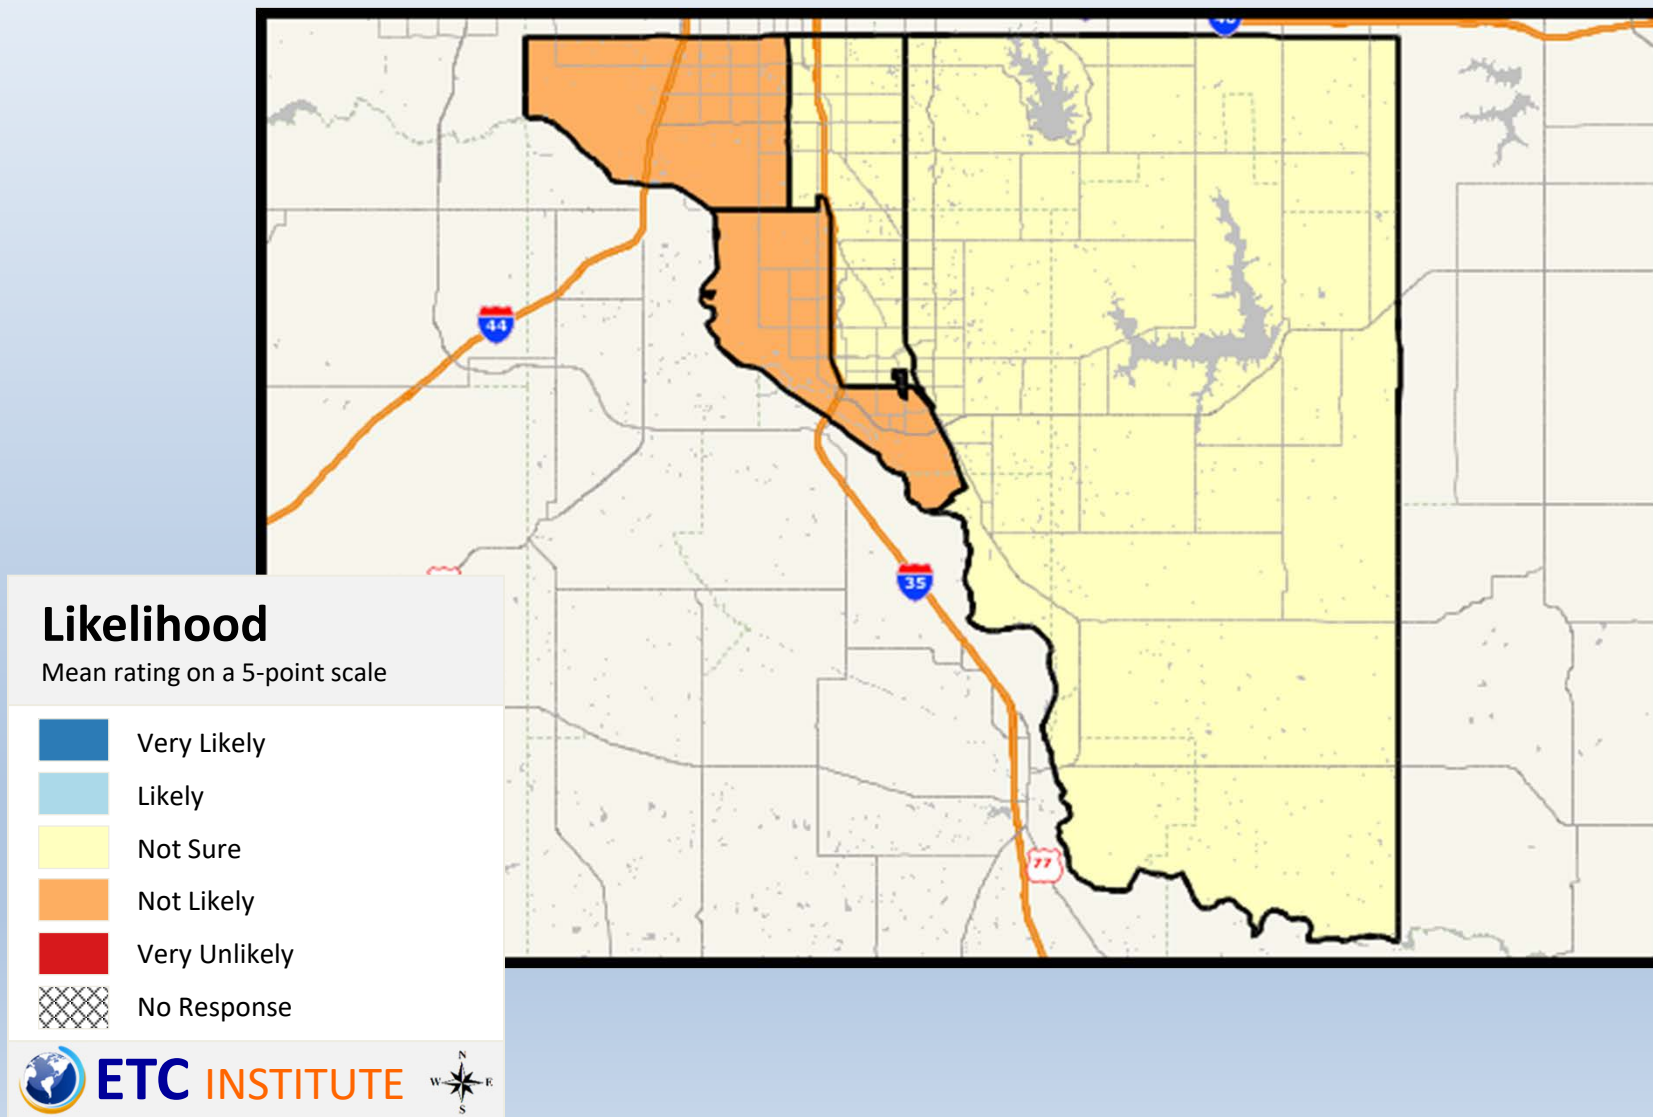 40
44
35
77
Likelihood
Mean rating on a 5-point scale
Very Likely
Likely
Not Sure
Not Likely
Very Unlikely
No Response
ETC INSTITUTE
N
W E
S